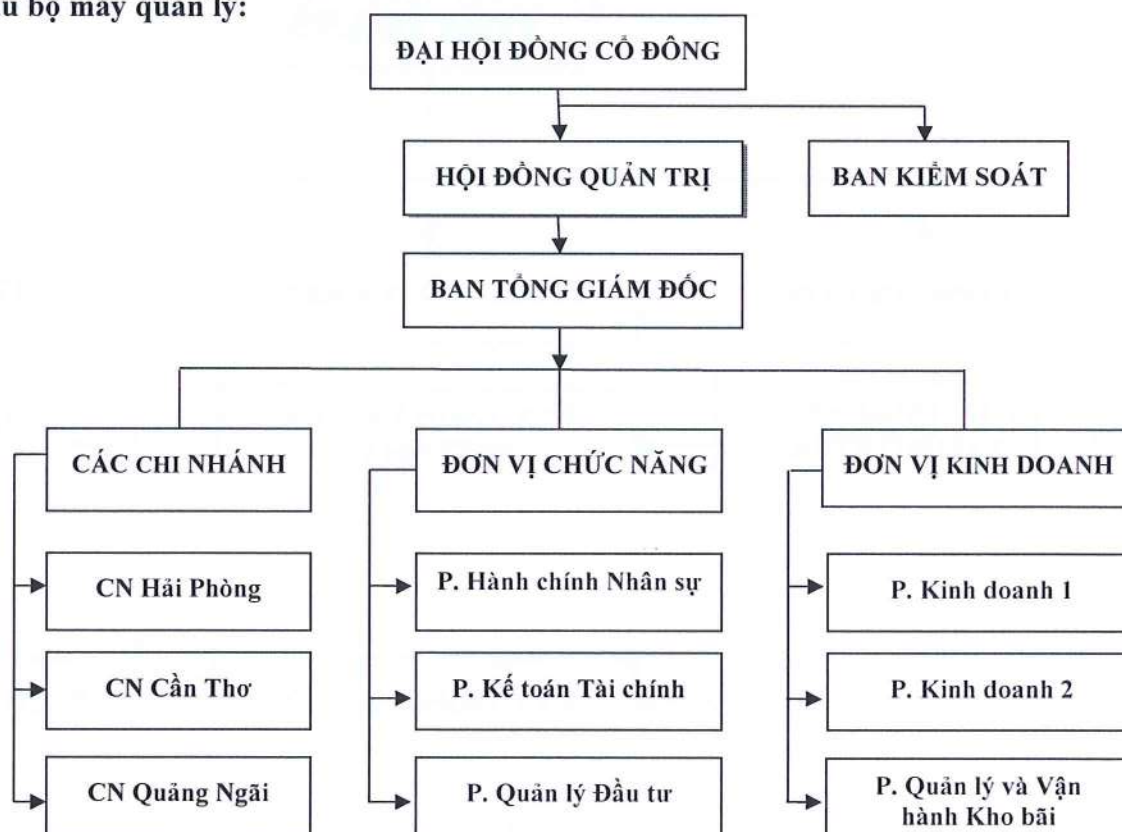 bộ máy quản lý:
ĐẠI HỘI ĐỒNG CỔ ĐÔNG
HỘI ĐỒNG QUẢN TRỊ
BAN KIỂM SOÁT
BAN TỔNG GIÁM ĐỐC
CÁC CHI NHÁNH
ĐƠN VỊ CHỨC NĂNG
ĐƠN VỊ KINH DOANH
CN Hải Phòng
P. Hành chính Nhân sự
P. Kinh doanh 1
CN Cần Thơ
P. Kế toán Tài chính
P. Kinh doanh 2
CN Quảng Ngãi
P. Quản lý Đầu tư
P. Quản lý và Vận
hành Kho bãi